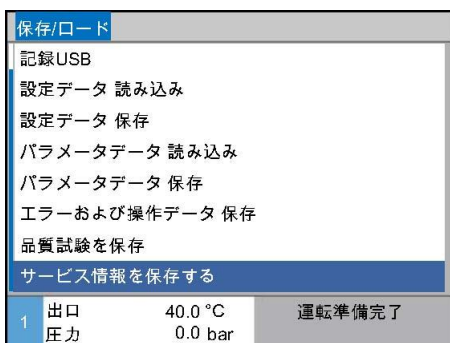 保存/ロード
記録USB
設定データ 読み込み
設定データ 保存
パラメータデータ 読み込み
パラメータデータ 保存
エラーおよび操作データ 保存
品質試験を保存
サービス情報を保存する
1
出口 40.0 °C 運転準備完了
圧力 0.0 bar